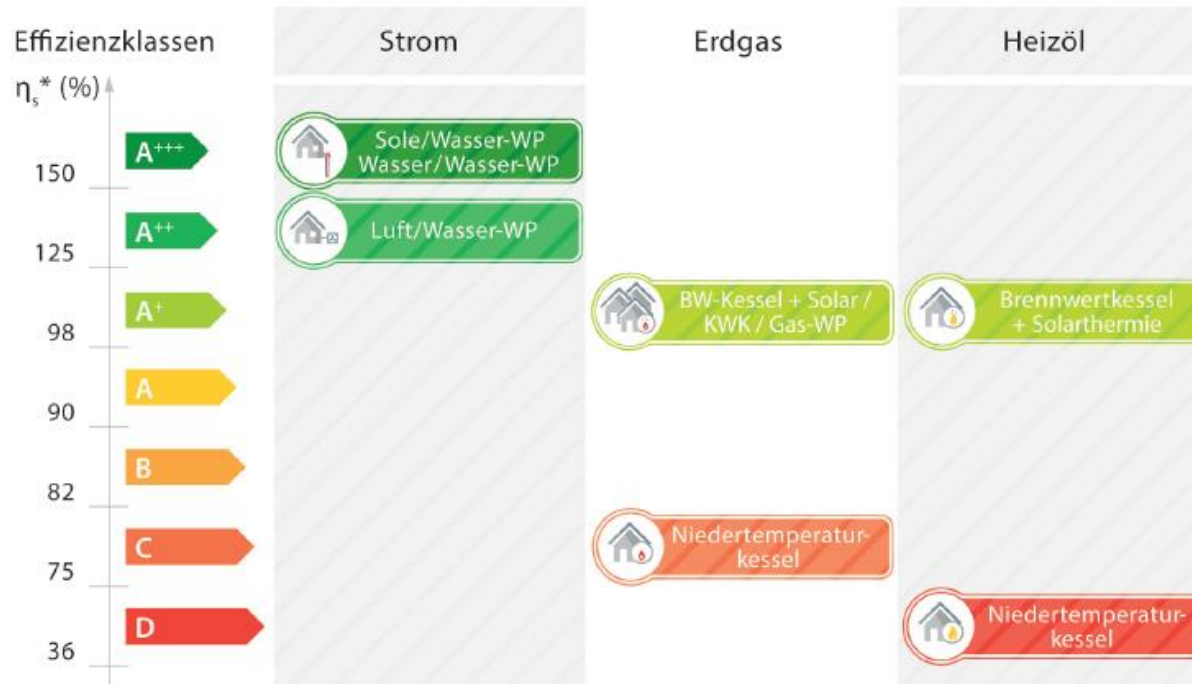 Effizienzklassen
Strom
Erdgas
Heizöl
ηs* (%)
A+++
Sole/Wasser-WP
Wasser/Wasser-WP
150
A++
Luft/Wasser-WP
125
A+
BW-Kessel + Solar /
KWK / Gas-WP
Brennwertkessel
+ Solarthermie
98
A
90
B
82
C
Niedertemperatur-
kessel
75
D
Niedertemperatur-
kessel
36